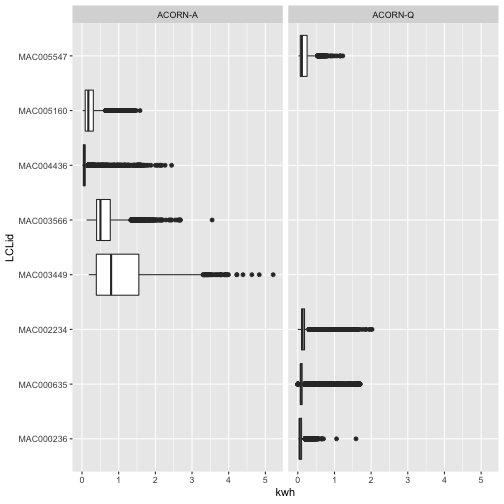 ACORN-A
ACORN-Q
LCLid
MAC005547
MAC005160
MAC004436
MAC003566
MAC003449
MAC002234
MAC000635
MAC000236
0 1 2 3 4 5
0 1 2 3 4 5
kwh